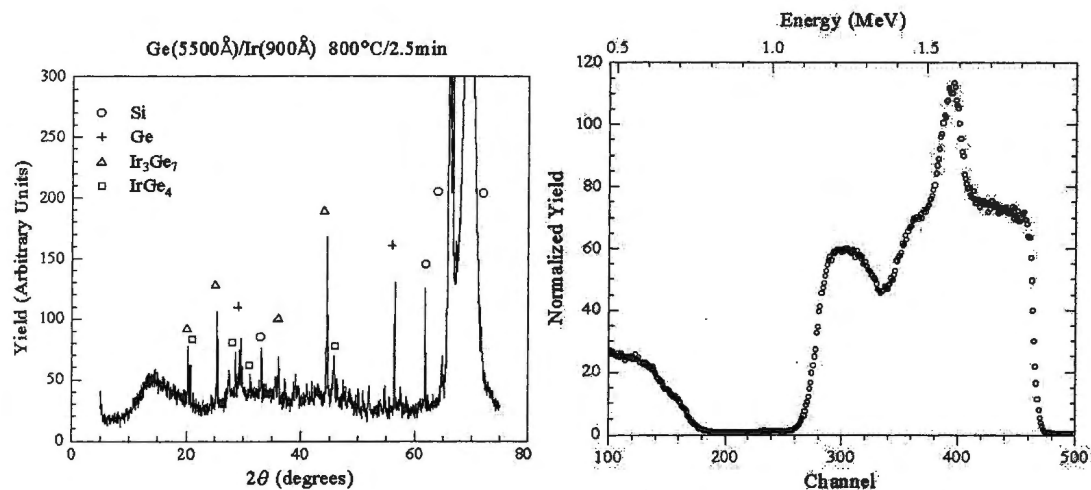 Ge(5500Å)/Ir(900Å) 800°C/2.5min
300
250
200
150
100
50
0
Yield (Arbitrary Units)
○ Si
+ Ge
△ Ir₃Ge₇
□ IrGe₄
0 20 40 60 80
2θ (degrees)
Energy (MeV)
0.5 1.0 1.5
120
100
80
60
40
20
0
Normalized Yield
100 200 300 400 500
Channel